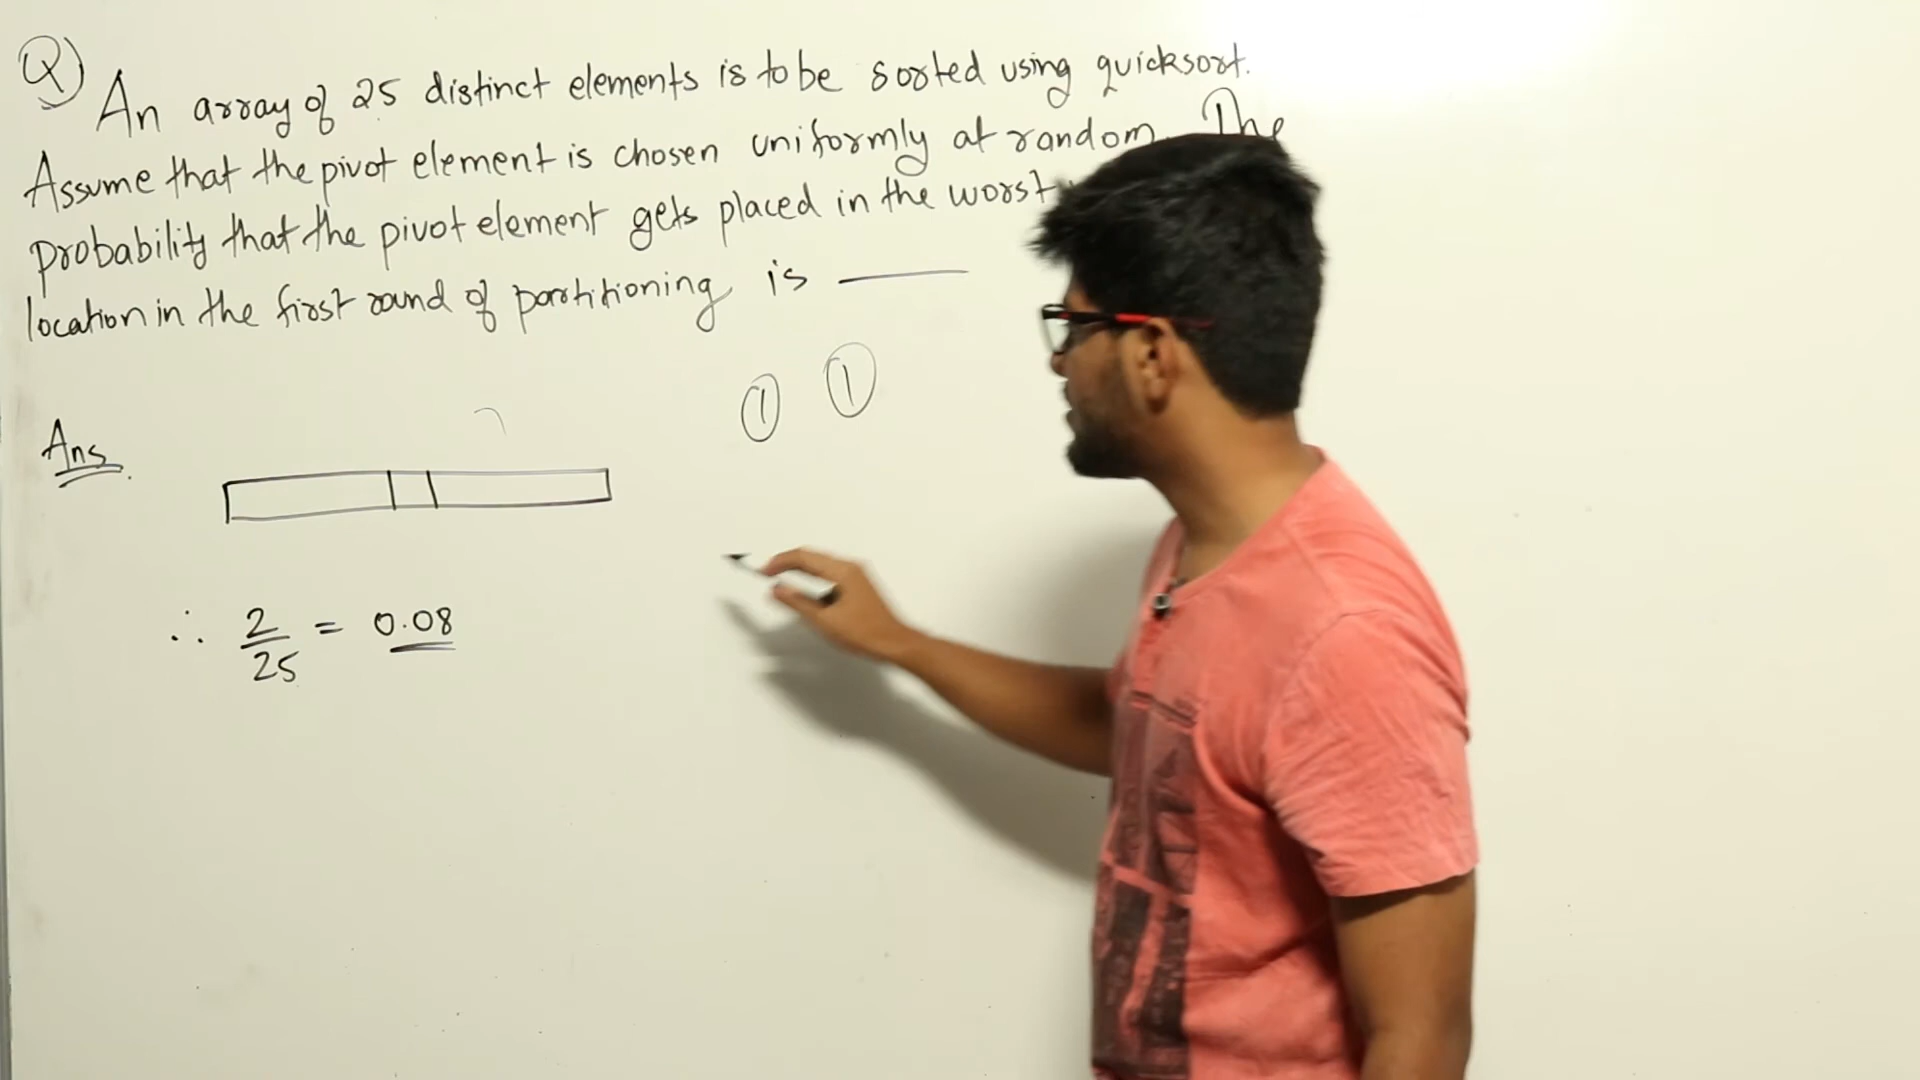 Q) An array of 25 distinct elements is to be sorted using quicksort.
Assume that the pivot element is chosen uniformly at random. The
probability that the pivot element gets placed in the worst
location in the first round of partitioning is ____
① ①
Ans.
∴ 2/25 = 0.08